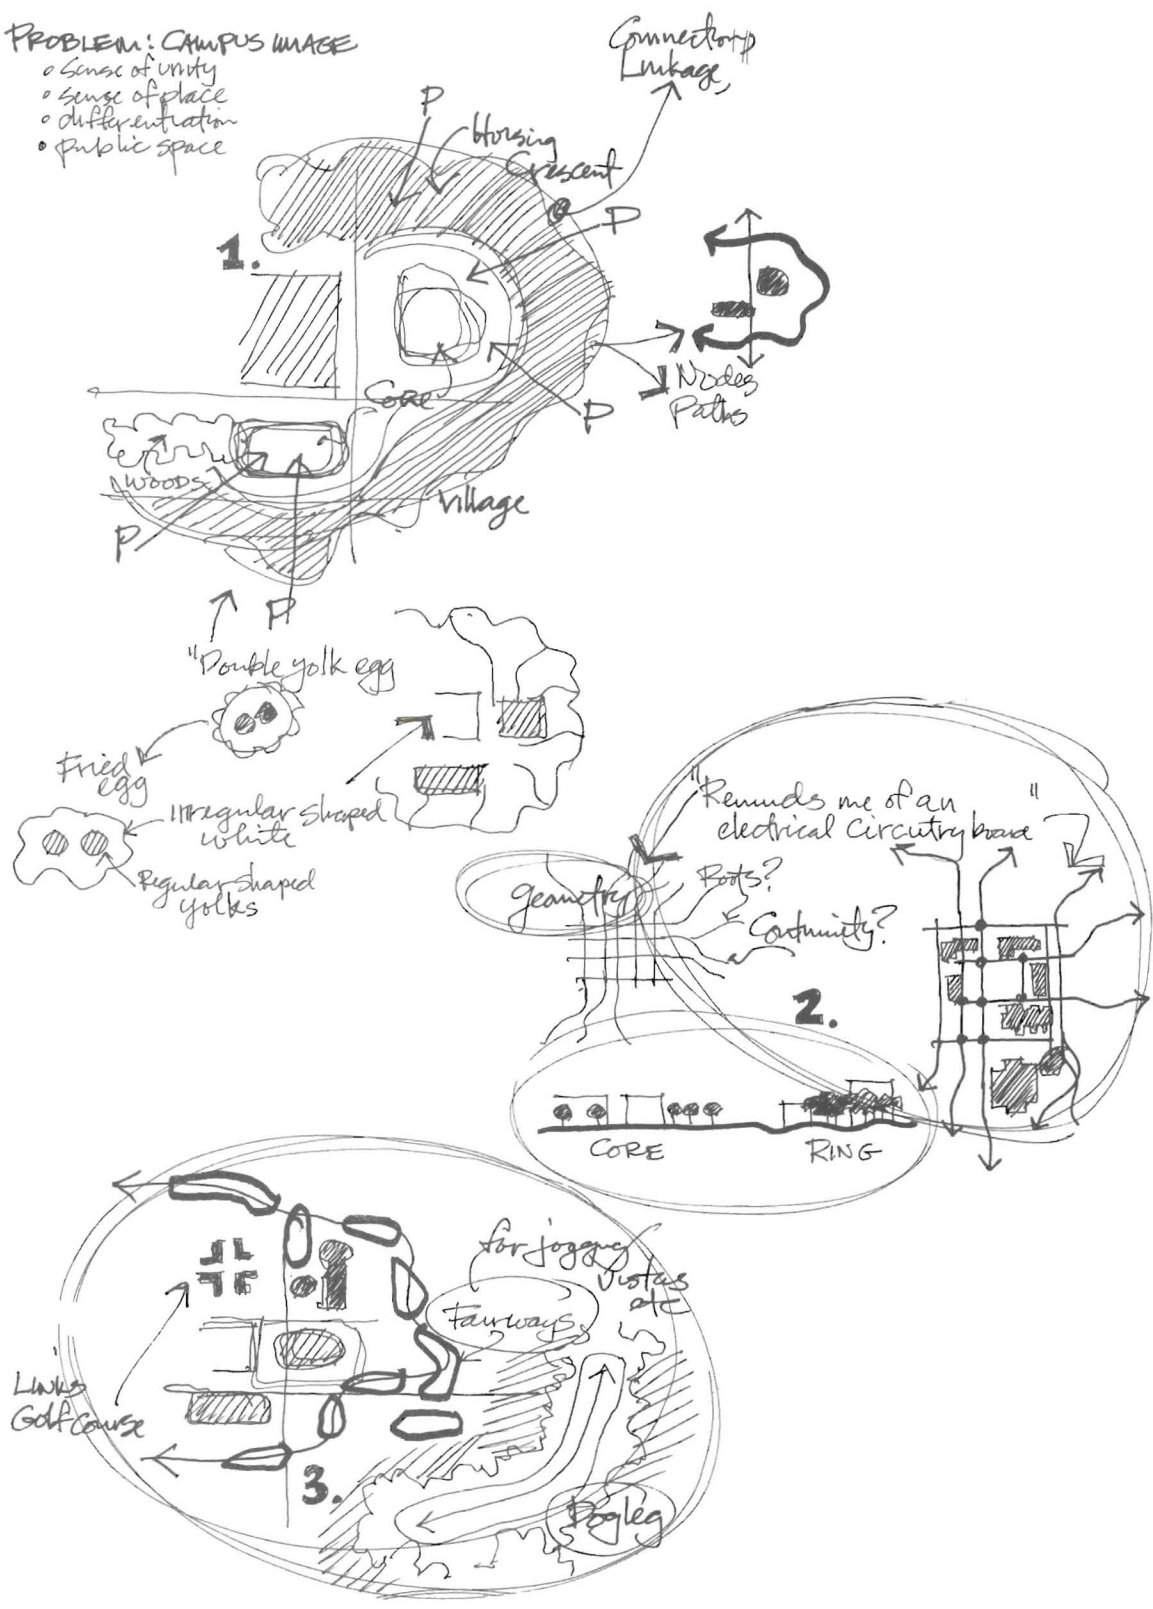 PROBLEM: CAMPUS IMAGE
• sense of unity
• sense of place
• differentiation
• public space
Connections
Linkage,
P
Housing
Crescent
P
1.
Core
Nodes
Paths
P
WOODS
Village
P
P
"Double yolk egg
Fried
egg
Irregular shaped
white
Regular shaped
yolks
"Reminds me of an "
electrical circuitry board
geometry
Roots?
Continuity?
2.
CORE
RING
for jogging
vistas
etc
Fairways
LINKS
Golf course
3.
Dogleg